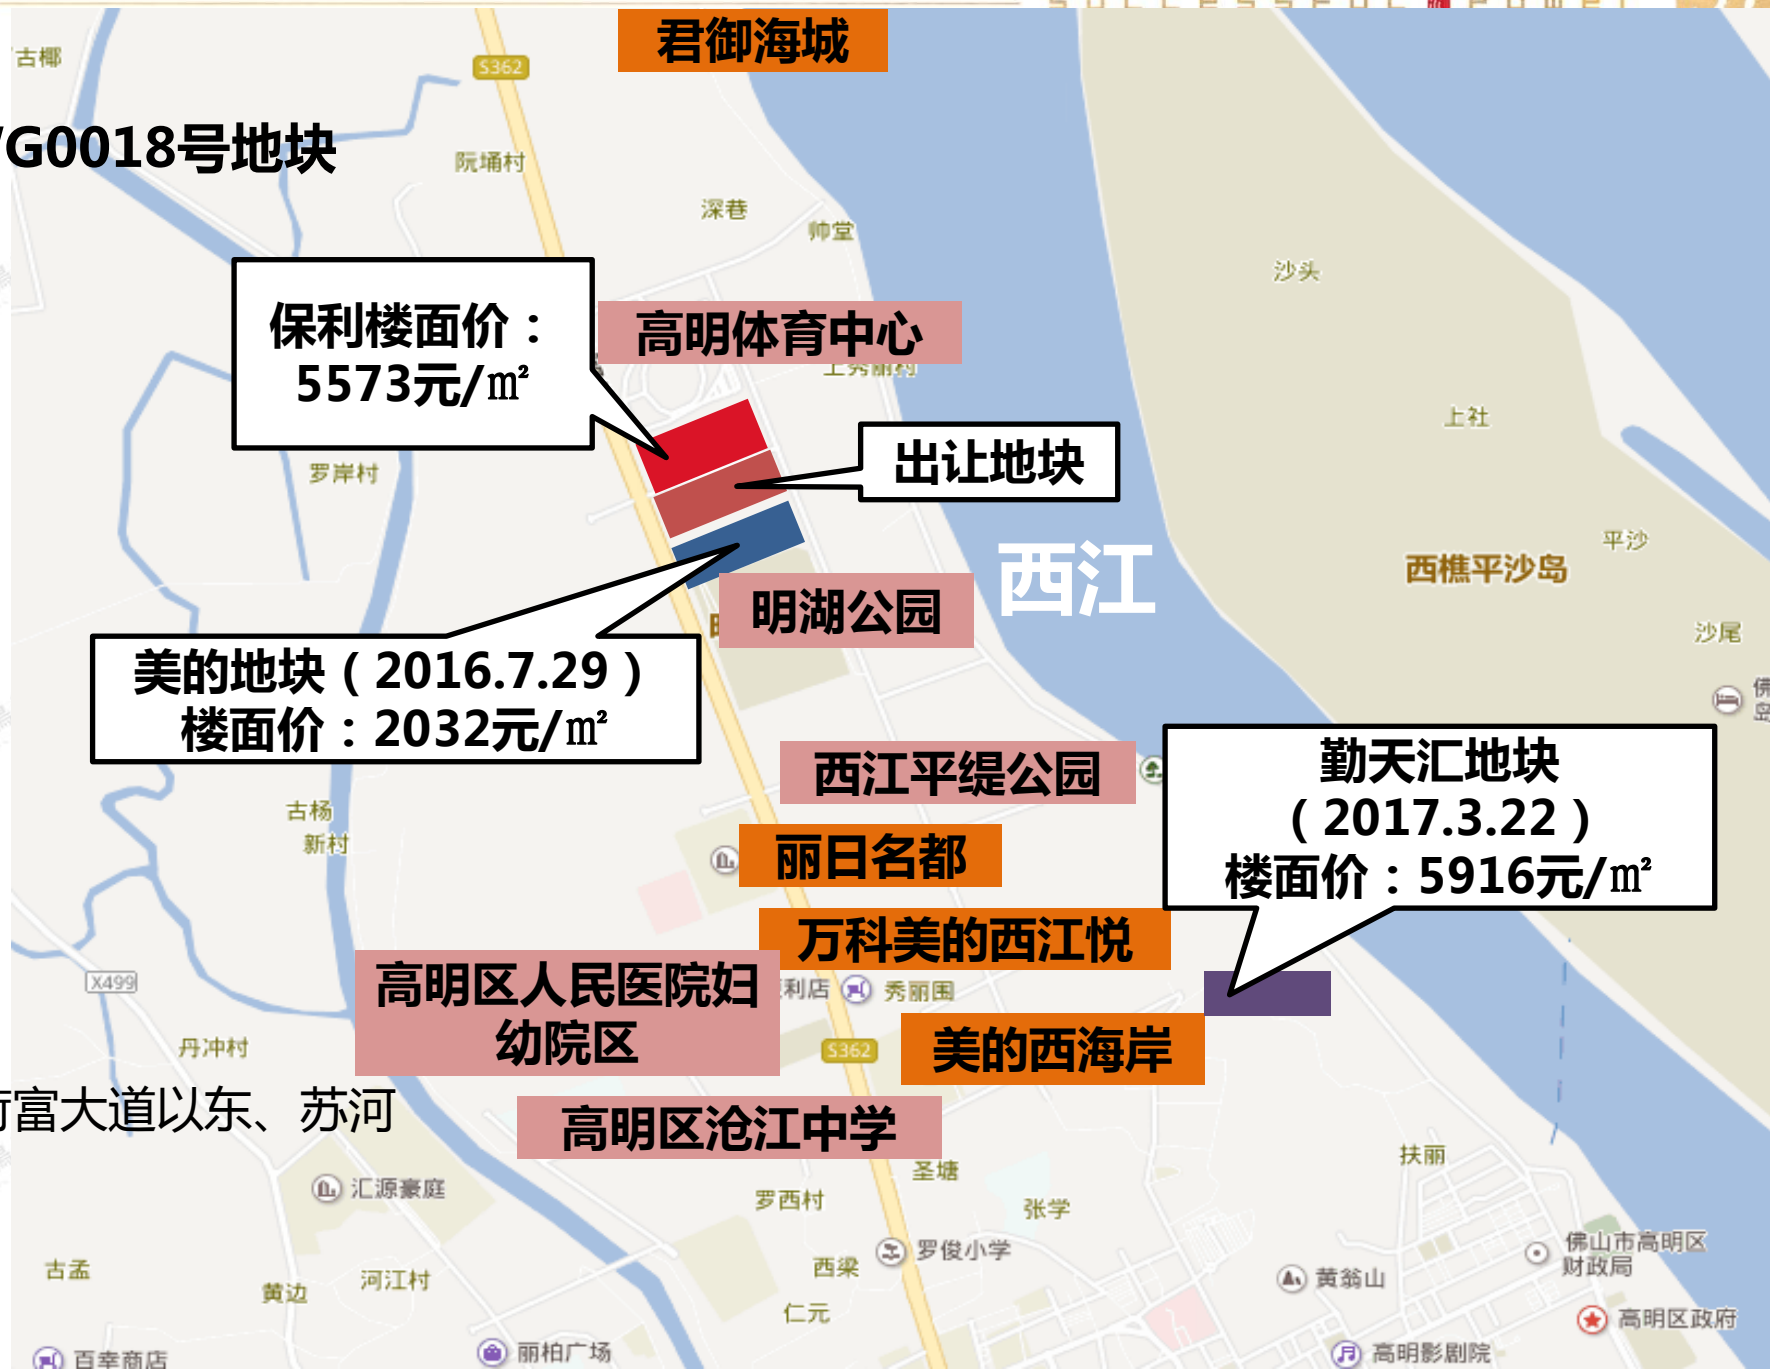 君御海城
古椰
S362
G0018号地块
阮埇村
深巷
帅堂
沙头
保利楼面价：
5573元/㎡
高明体育中心
上秀丽村
上社
出让地块
罗岸村
西江
平沙
西樵平沙岛
明湖公园
沙尾
美的地块（2016.7.29）
楼面价：2032元/㎡
佛
岛
西江平缇公园
勤天汇地块
（2017.3.22）
楼面价：5916元/㎡
古杨
新村
丽日名都
万科美的西江悦
高明区人民医院妇
幼院区
X499
利店
秀丽围
丹冲村
S362
美的西海岸
富大道以东、苏河
高明区沧江中学
圣塘
扶丽
汇源豪庭
罗西村
张学
罗俊小学
佛山市高明区
财政局
古孟
西梁
河江村
黄边
黄翁山
仁元
高明区政府
丽柏广场
高明影剧院
百幸商店